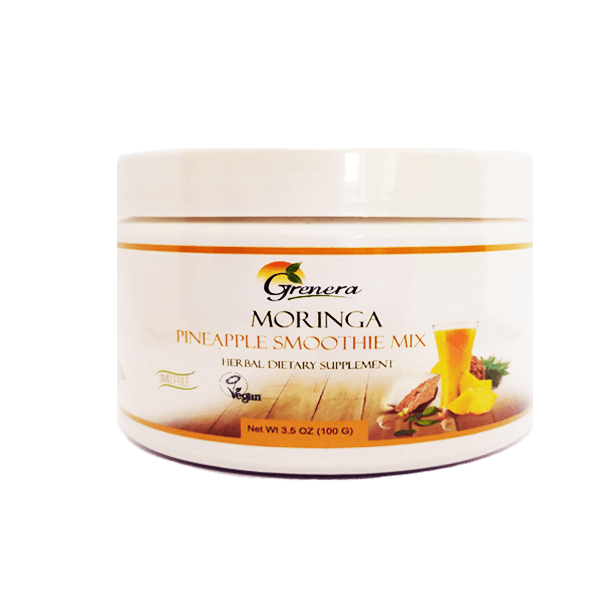 Grenera
MORINGA
PINEAPPLE SMOOTHIE MIX
HERBAL DIETARY SUPPLEMENT
Vegan
Net Wt 3.5 OZ (100 G)